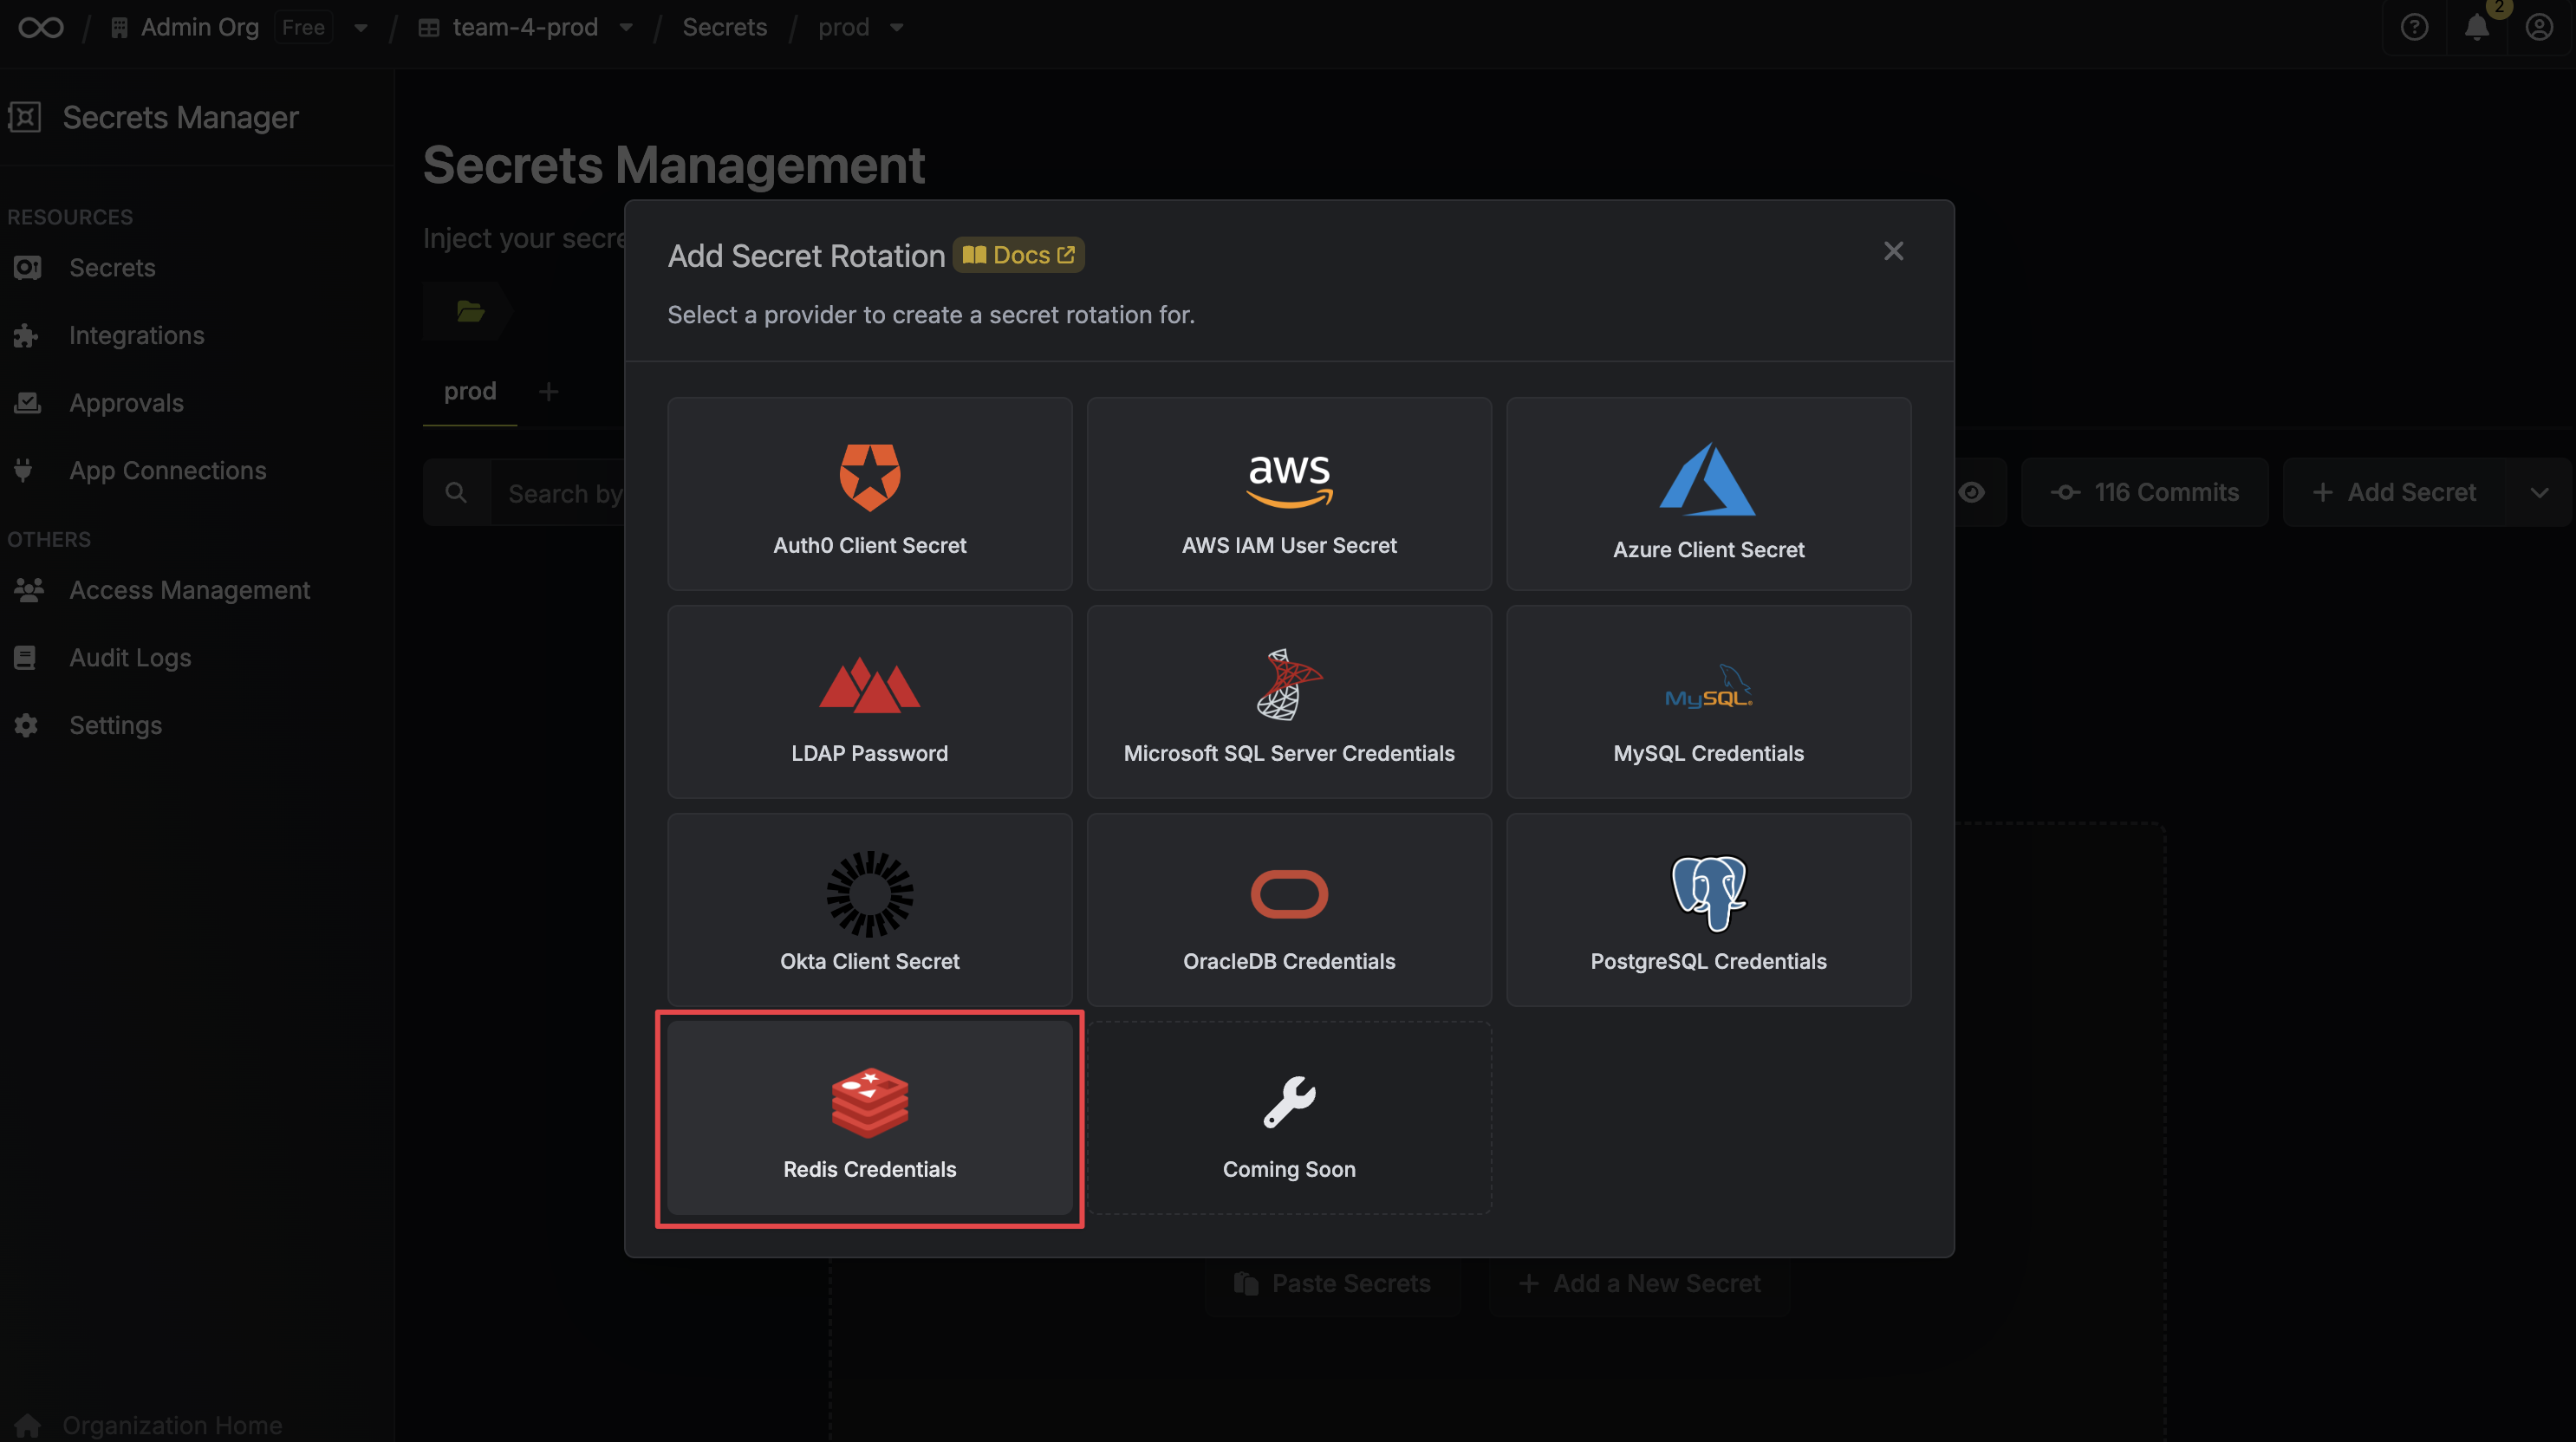 Admin Org Free / team-4-prod / Secrets / prod
2
Secrets Manager
RESOURCES
Secrets
Integrations
Approvals
App Connections
OTHERS
Access Management
Audit Logs
Settings
Organization Home
Secrets Management
Inject your secre
prod
Search by
116 Commits
Add Secret
Add Secret Rotation Docs
Select a provider to create a secret rotation for.
Auth0 Client Secret
aws
AWS IAM User Secret
Azure Client Secret
LDAP Password
Microsoft SQL Server Credentials
MySQL
MySQL Credentials
Okta Client Secret
OracleDB Credentials
PostgreSQL Credentials
Redis Credentials
Coming Soon
Paste Secrets
Add a New Secret